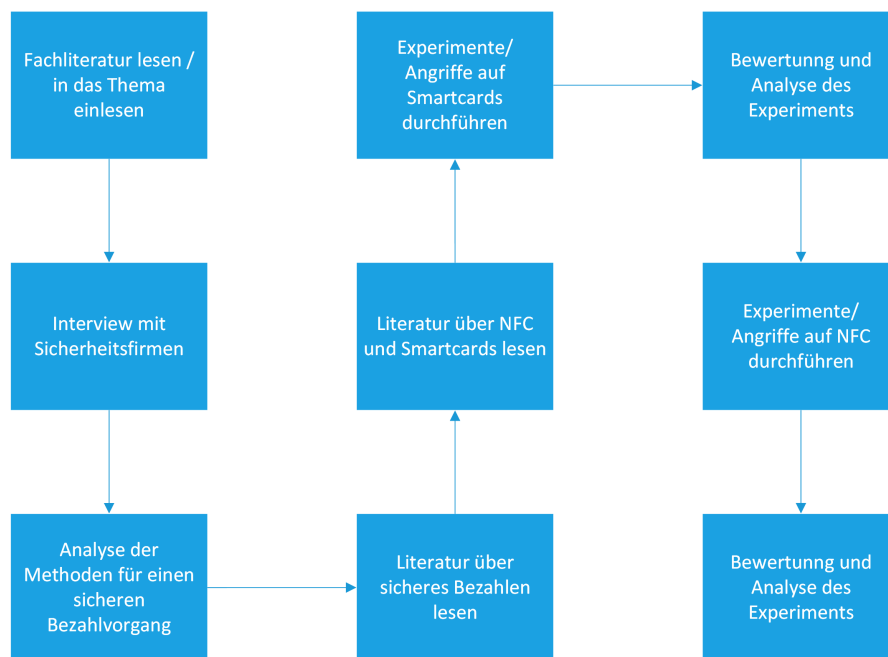 Fachliteratur lesen /
in das Thema
einlesen
Interview mit
Sicherheitsfirmen
Analyse der
Methoden für einen
sicheren
Bezahlvorgang
Literatur über
sicheres Bezahlen
lesen
Literatur über NFC
und Smartcards lesen
Experimente/
Angriffe auf
Smartcards
durchführen
Bewertunng und
Analyse des
Experiments
Experimente/
Angriffe auf NFC
durchführen
Bewertunng und
Analyse des
Experiments